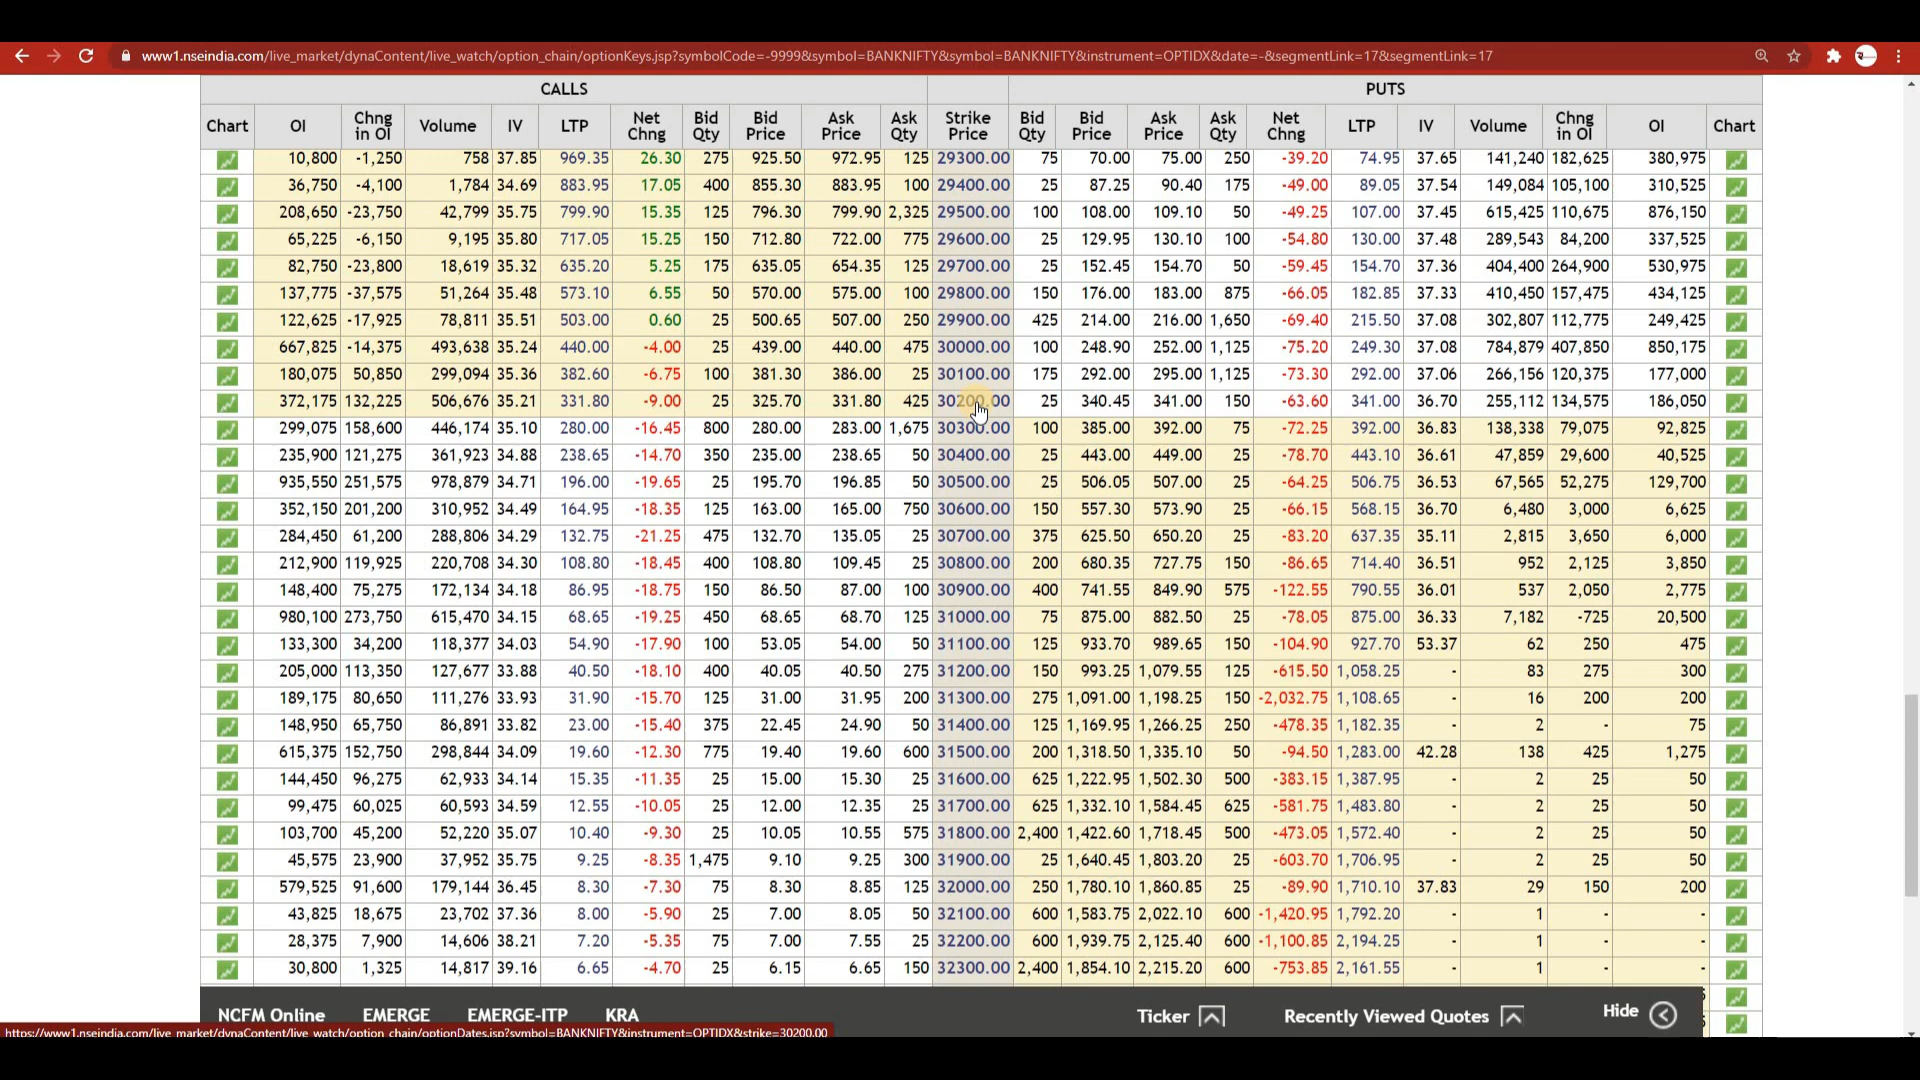 www1.nseindia.com/live_market/dynaContent/live_watch/option_chain/optionKeys.jsp?symbolCode=-9999&symbol=BANKNIFTY&symbol=BANKNIFTY&instrument=OPTIDX&date=-&segmentLink=17&segmentLink=17
CALLS PUTS
Chart OI Chng in OI Volume IV LTP Net Chng Bid Qty Bid Price Ask Price Ask Qty Strike Price Bid Qty Bid Price Ask Price Ask Qty Net Chng LTP IV Volume Chng in OI OI Chart
10,800 -1,250 758 37.85 969.35 26.30 275 925.50 972.95 125 29300.00 75 70.00 75.00 250 -39.20 74.95 37.65 141,240 182,625 380,975
36,750 -4,100 1,784 34.69 883.95 17.05 400 855.30 883.95 100 29400.00 25 87.25 90.40 175 -49.00 89.05 37.54 149,084 105,100 310,525
208,650 -23,750 42,799 35.75 799.90 15.35 125 796.30 799.90 2,325 29500.00 100 108.00 109.10 50 -49.25 107.00 37.45 615,425 110,675 876,150
65,225 -6,150 9,195 35.80 717.05 15.25 150 712.80 722.00 775 29600.00 25 129.95 130.10 100 -54.80 130.00 37.48 289,543 84,200 337,525
82,750 -23,800 18,619 35.32 635.20 5.25 175 635.05 654.35 125 29700.00 25 152.45 154.70 50 -59.45 154.70 37.36 404,400 264,900 530,975
137,775 -37,575 51,264 35.48 573.10 6.55 50 570.00 575.00 100 29800.00 150 176.00 183.00 875 -66.05 182.85 37.33 410,450 157,475 434,125
122,625 -17,925 78,811 35.51 503.00 0.60 25 500.65 507.00 250 29900.00 425 214.00 216.00 1,650 -69.40 215.50 37.08 302,807 112,775 249,425
667,825 -14,375 493,638 35.24 440.00 -4.00 25 439.00 440.00 475 30000.00 100 248.90 252.00 1,125 -75.20 249.30 37.08 784,879 407,850 850,175
180,075 50,850 299,094 35.36 382.60 -6.75 100 381.30 386.00 25 30100.00 175 292.00 295.00 1,125 -73.30 292.00 37.06 266,156 120,375 177,000
372,175 132,225 506,676 35.21 331.80 -9.00 25 325.70 331.80 425 30200.00 25 340.45 341.00 150 -63.60 341.00 36.70 255,112 134,575 186,050
299,075 158,600 446,174 35.10 280.00 -16.45 800 280.00 283.00 1,675 30300.00 100 385.00 392.00 75 -72.25 392.00 36.83 138,338 79,075 92,825
235,900 121,275 361,923 34.88 238.65 -14.70 350 235.00 238.65 50 30400.00 25 443.00 449.00 25 -78.70 443.10 36.61 47,859 29,600 40,525
935,550 251,575 978,879 34.71 196.00 -19.65 25 195.70 196.85 50 30500.00 25 506.05 507.00 25 -64.25 506.75 36.53 67,565 52,275 129,700
352,150 201,200 310,952 34.49 164.95 -18.35 125 163.00 165.00 750 30600.00 150 557.30 573.90 25 -66.15 568.15 36.70 6,480 3,000 6,625
284,450 61,200 288,806 34.29 132.75 -21.25 475 132.70 135.05 25 30700.00 375 625.50 650.20 25 -83.20 637.35 35.11 2,815 3,650 6,000
212,900 119,925 220,708 34.30 108.80 -18.45 400 108.80 109.45 25 30800.00 200 680.35 727.75 150 -86.65 714.40 36.51 952 2,125 3,850
148,400 75,275 172,134 34.18 86.95 -18.75 150 86.50 87.00 100 30900.00 400 741.55 849.90 575 -122.55 790.55 36.01 537 2,050 2,775
980,100 273,750 615,470 34.15 68.65 -19.25 450 68.65 68.70 125 31000.00 75 875.00 882.50 25 -78.05 875.00 36.33 7,182 -725 20,500
133,300 34,200 118,377 34.03 54.90 -17.90 100 53.05 54.00 50 31100.00 125 933.70 989.65 150 -104.90 927.70 53.37 62 250 475
205,000 113,350 127,677 33.88 40.50 -18.10 400 40.05 40.50 275 31200.00 150 993.25 1,079.55 125 -615.50 1,058.25 - 83 275 300
189,175 80,650 111,276 33.93 31.90 -15.70 125 31.00 31.95 200 31300.00 275 1,091.00 1,198.25 150 -2,032.75 1,108.65 - 16 200 200
148,950 65,750 86,891 33.82 23.00 -15.40 375 22.45 24.90 50 31400.00 125 1,169.95 1,266.25 250 -478.35 1,182.35 - 2 - 75
615,375 152,750 298,844 34.09 19.60 -12.30 775 19.40 19.60 600 31500.00 200 1,318.50 1,335.10 50 -94.50 1,283.00 42.28 138 425 1,275
144,450 96,275 62,933 34.14 15.35 -11.35 25 15.00 15.30 25 31600.00 625 1,222.95 1,502.30 500 -383.15 1,387.95 - 2 25 50
99,475 60,025 60,593 34.59 12.55 -10.05 25 12.00 12.35 25 31700.00 625 1,332.10 1,584.45 625 -581.75 1,483.80 - 2 25 50
103,700 45,200 52,220 35.07 10.40 -9.30 25 10.05 10.55 575 31800.00 2,400 1,422.60 1,718.45 500 -473.05 1,572.40 - 2 25 50
45,575 23,900 37,952 35.75 9.25 -8.35 1,475 9.10 9.25 300 31900.00 25 1,640.45 1,803.20 25 -603.70 1,706.95 - 2 25 50
579,525 91,600 179,144 36.45 8.30 -7.30 75 8.30 8.85 125 32000.00 250 1,780.10 1,860.85 25 -89.90 1,710.10 37.83 29 150 200
43,825 18,675 23,702 37.36 8.00 -5.90 25 7.00 8.05 50 32100.00 600 1,583.75 2,022.10 600 -1,420.95 1,792.20 - 1 - -
28,375 7,900 14,606 38.21 7.20 -5.35 75 7.00 7.55 25 32200.00 600 1,939.75 2,125.40 600 -1,100.85 2,194.25 - 1 - -
30,800 1,325 14,817 39.16 6.65 -4.70 25 6.15 6.65 150 32300.00 2,400 1,854.10 2,215.20 600 -753.85 2,161.55 - 1 - -
NCFM Online EMERGE EMERGE-ITP KRA Ticker Recently Viewed Quotes Hide
https://www1.nseindia.com/live_market/dynaContent/live_watch/option_chain/optionDates.jsp?symbol=BANKNIFTY&instrument=OPTIDX&strike=30200.00